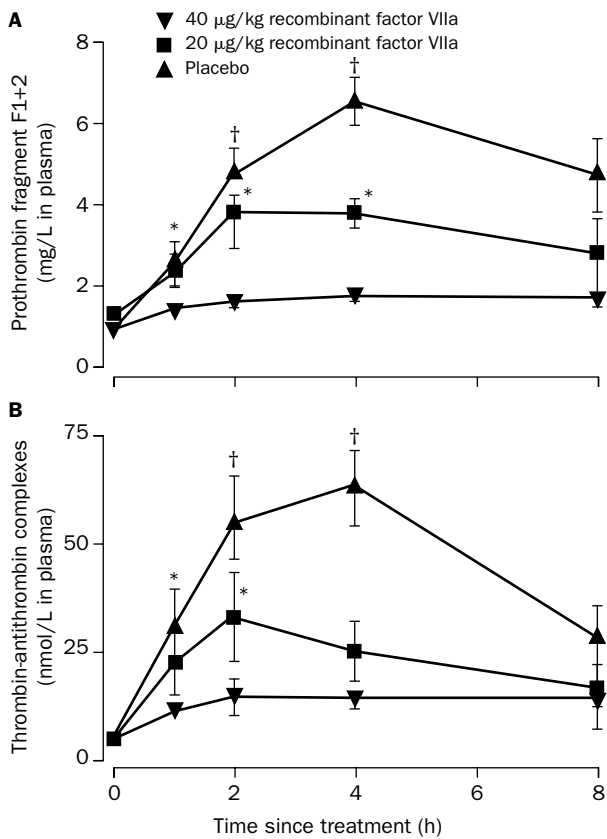 A
40 μg/kg recombinant factor VIIa
20 μg/kg recombinant factor VIIa
Placebo
Prothrombin fragment F1+2
(mg/L in plasma)
8
6
4
2
0
*
†
*
†
*
B
Thrombin-antithrombin complexes
(nmol/L in plasma)
75
50
25
0
*
†
*
†
0 2 4 6 8
Time since treatment (h)